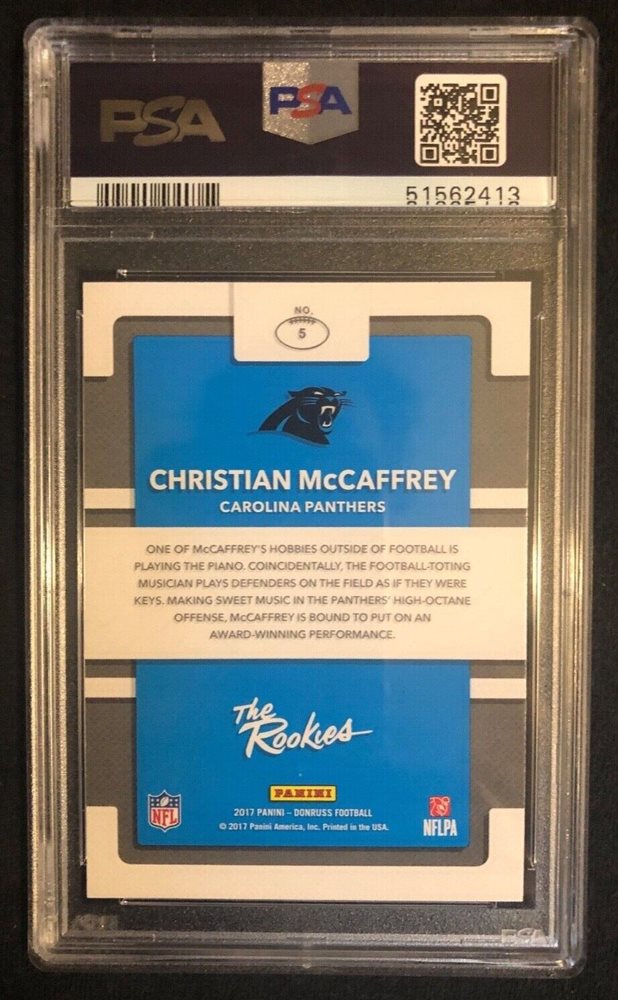 PSA
PSA
51562413
NO.
5
CHRISTIAN McCAFFREY
CAROLINA PANTHERS
ONE OF McCAFFREY'S HOBBIES OUTSIDE OF FOOTBALL IS
PLAYING THE PIANO. COINCIDENTALLY, THE FOOTBALL-TOTING
MUSICIAN PLAYS DEFENDERS ON THE FIELD AS IF THEY WERE
KEYS. MAKING SWEET MUSIC IN THE PANTHERS' HIGH-OCTANE
OFFENSE, McCAFFREY IS BOUND TO PUT ON AN
AWARD-WINNING PERFORMANCE.
The
Rookies
PANINI
NFL
2017 PANINI – DONRUSS FOOTBALL
© 2017 Panini America, Inc. Printed in the USA.
NFLPA
PSA